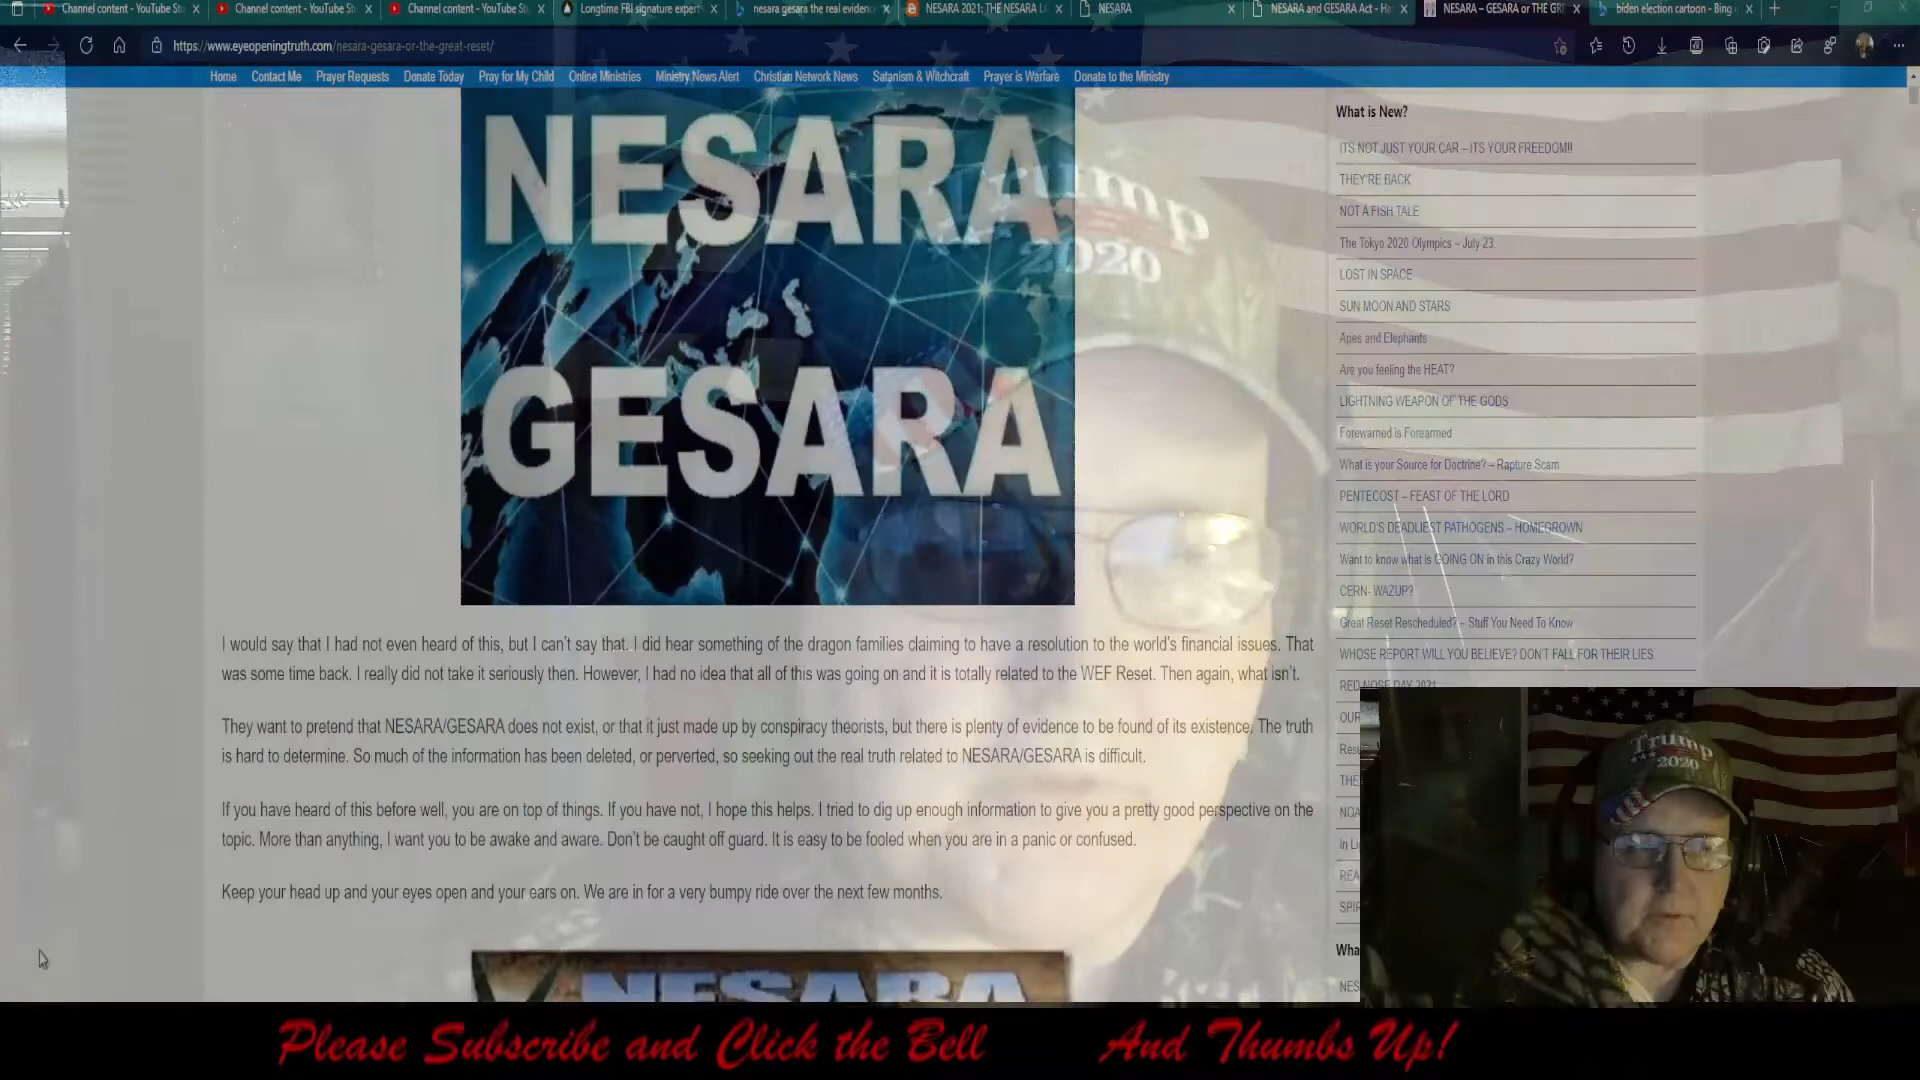 Channel content - YouTube Stu
Channel content - YouTube Stu
Channel content - YouTube Stu
Longtime FBI signature expert
nesara gesara the real evidenc
NESARA 2021: THE NESARA L
NESARA
NESARA and GESARA Act - Ha
NESARA – GESARA or THE GR
biden election cartoon - Bing
https://www.eyeopeningtruth.com/nesara-gesara-or-the-great-reset/
Home Contact Me Prayer Requests Donate Today Pray for My Child Online Ministries Ministry News Alert Christian Network News Satanism & Witchcraft Prayer is Warfare Donate to the Ministry
NESARA
GESARA
Trump
2020
I would say that I had not even heard of this, but I can't say that. I did hear something of the dragon families claiming to have a resolution to the world's financial issues. That
was some time back. I really did not take it seriously then. However, I had no idea that all of this was going on and it is totally related to the WEF Reset. Then again, what isn't.
They want to pretend that NESARA/GESARA does not exist, or that it just made up by conspiracy theorists, but there is plenty of evidence to be found of its existence. The truth
is hard to determine. So much of the information has been deleted, or perverted, so seeking out the real truth related to NESARA/GESARA is difficult.
If you have heard of this before well, you are on top of things. If you have not, I hope this helps. I tried to dig up enough information to give you a pretty good perspective on the
topic. More than anything, I want you to be awake and aware. Don't be caught off guard. It is easy to be fooled when you are in a panic or confused.
Keep your head up and your eyes open and your ears on. We are in for a very bumpy ride over the next few months.
NESARA
What is New?
ITS NOT JUST YOUR CAR – ITS YOUR FREEDOM!!
THEY'RE BACK
NOT A FISH TALE
The Tokyo 2020 Olympics – July 23.
LOST IN SPACE
SUN MOON AND STARS
Apes and Elephants
Are you feeling the HEAT?
LIGHTNING WEAPON OF THE GODS
Forewarned is Forearmed
What is your Source for Doctrine? – Rapture Scam
PENTECOST – FEAST OF THE LORD
WORLD'S DEADLIEST PATHOGENS – HOMEGROWN
Want to know what is GOING ON in this Crazy World?
CERN- WAZUP?
Great Reset Rescheduled? – Stuff You Need To Know
WHOSE REPORT WILL YOU BELIEVE? DON'T FALL FOR THEIR LIES.
RED NOSE DAY 2021
OUR
THE
In L
REA
SPIR
Wha
NES
Trump
2020
Please Subscribe and Click the Bell And Thumbs Up!